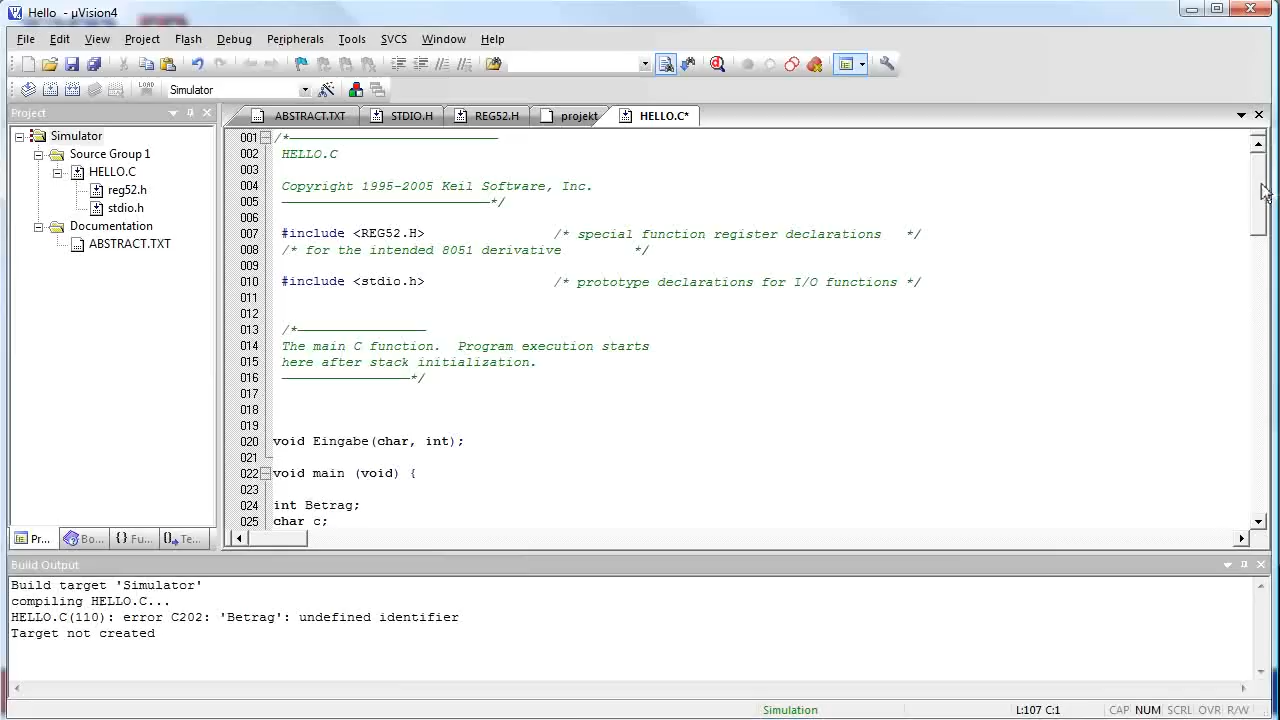 Hello - µVision4
File Edit View Project Flash Debug Peripherals Tools SVCS Window Help
LOAD Simulator
Project
Simulator
Source Group 1
HELLO.C
reg52.h
stdio.h
Documentation
ABSTRACT.TXT
Pr... Bo... {} Fu... Te...
ABSTRACT.TXT STDIO.H REG52.H projekt HELLO.C*
001 /*
002 HELLO.C
003
004 Copyright 1995-2005 Keil Software, Inc.
005 */
006
007 #include <REG52.H> /* special function register declarations */
008 /* for the intended 8051 derivative */
009
010 #include <stdio.h> /* prototype declarations for I/O functions */
011
012
013 /*
014 The main C function. Program execution starts
015 here after stack initialization.
016 */
017
018
019
020 void Eingabe(char, int);
021
022 void main (void) {
023
024 int Betrag;
025 char c;
Build Output
Build target 'Simulator'
compiling HELLO.C...
HELLO.C(110): error C202: 'Betrag': undefined identifier
Target not created
Simulation L:107 C:1 CAP NUM SCRL OVR R/W